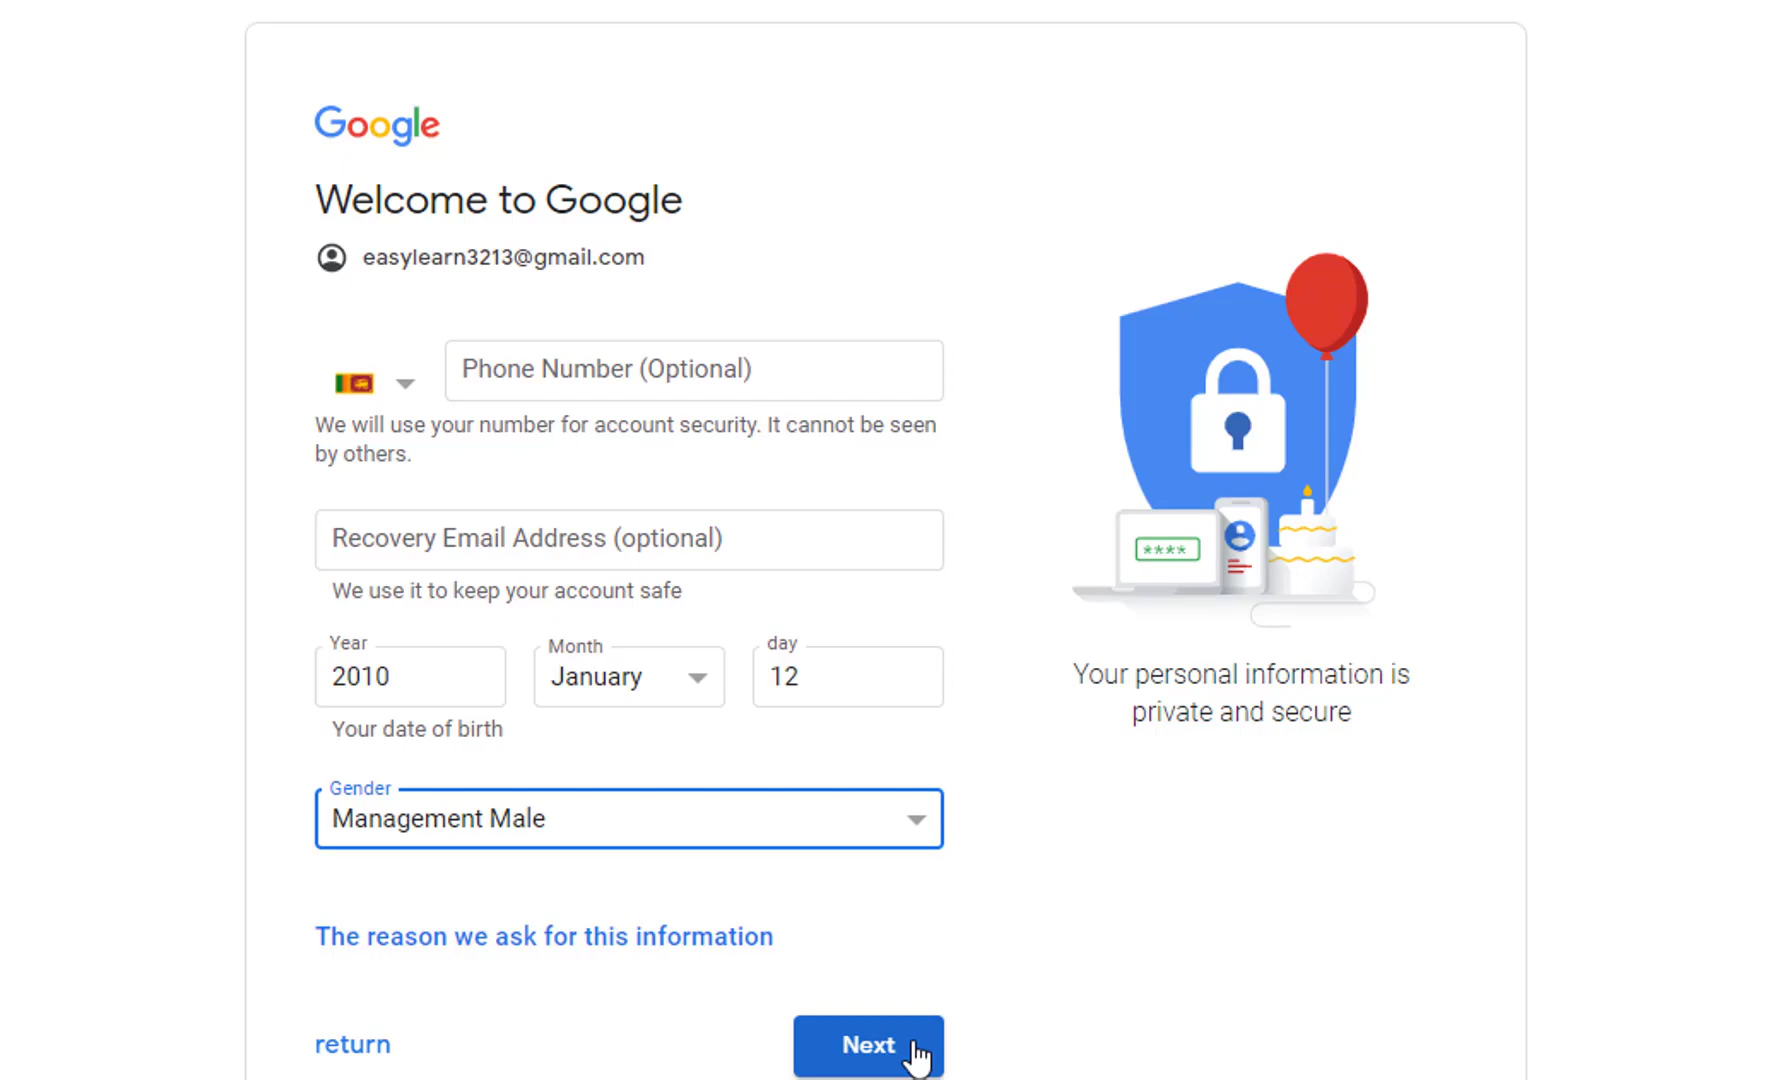 Google
Welcome to Google
easylearn3213@gmail.com
Phone Number (Optional)
We will use your number for account security. It cannot be seen
by others.
Recovery Email Address (optional)
We use it to keep your account safe
Year
Month
day
2010
January
12
Your date of birth
Gender
Management Male
The reason we ask for this information
return
Next
****
Your personal information is
private and secure